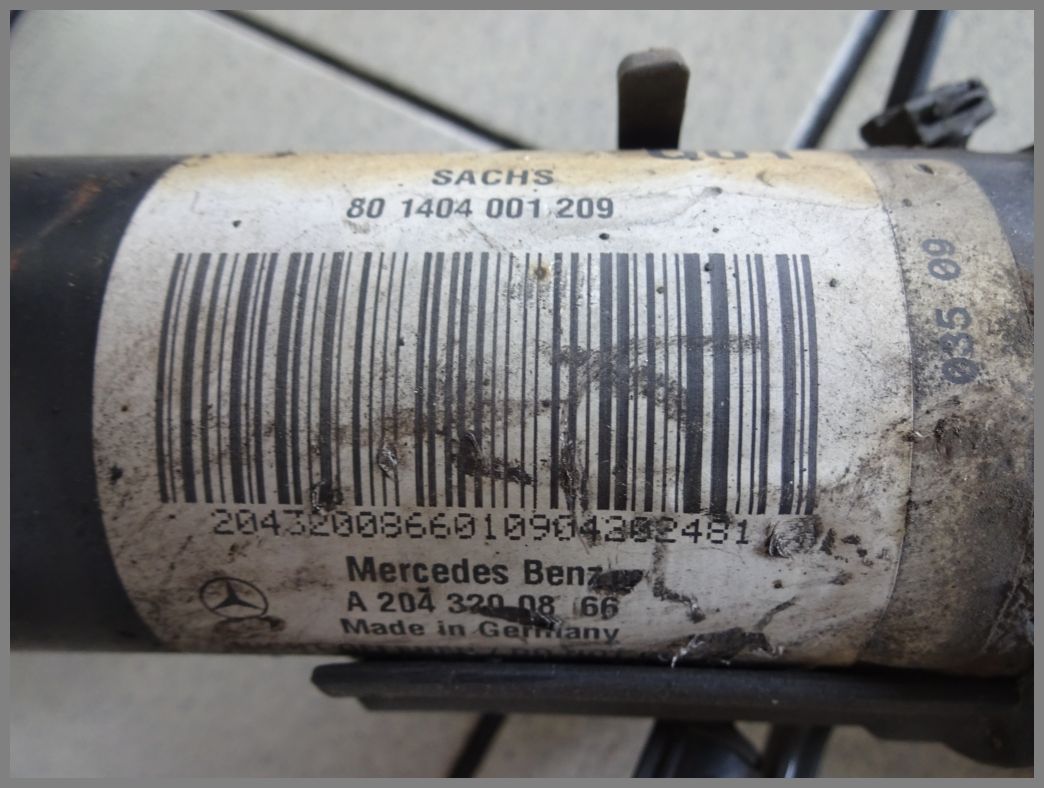 SACHS
80 1404 001 209
035 09
2043200866010904302481
Mercedes Benz
A 204 320 08 66
Made in Germany